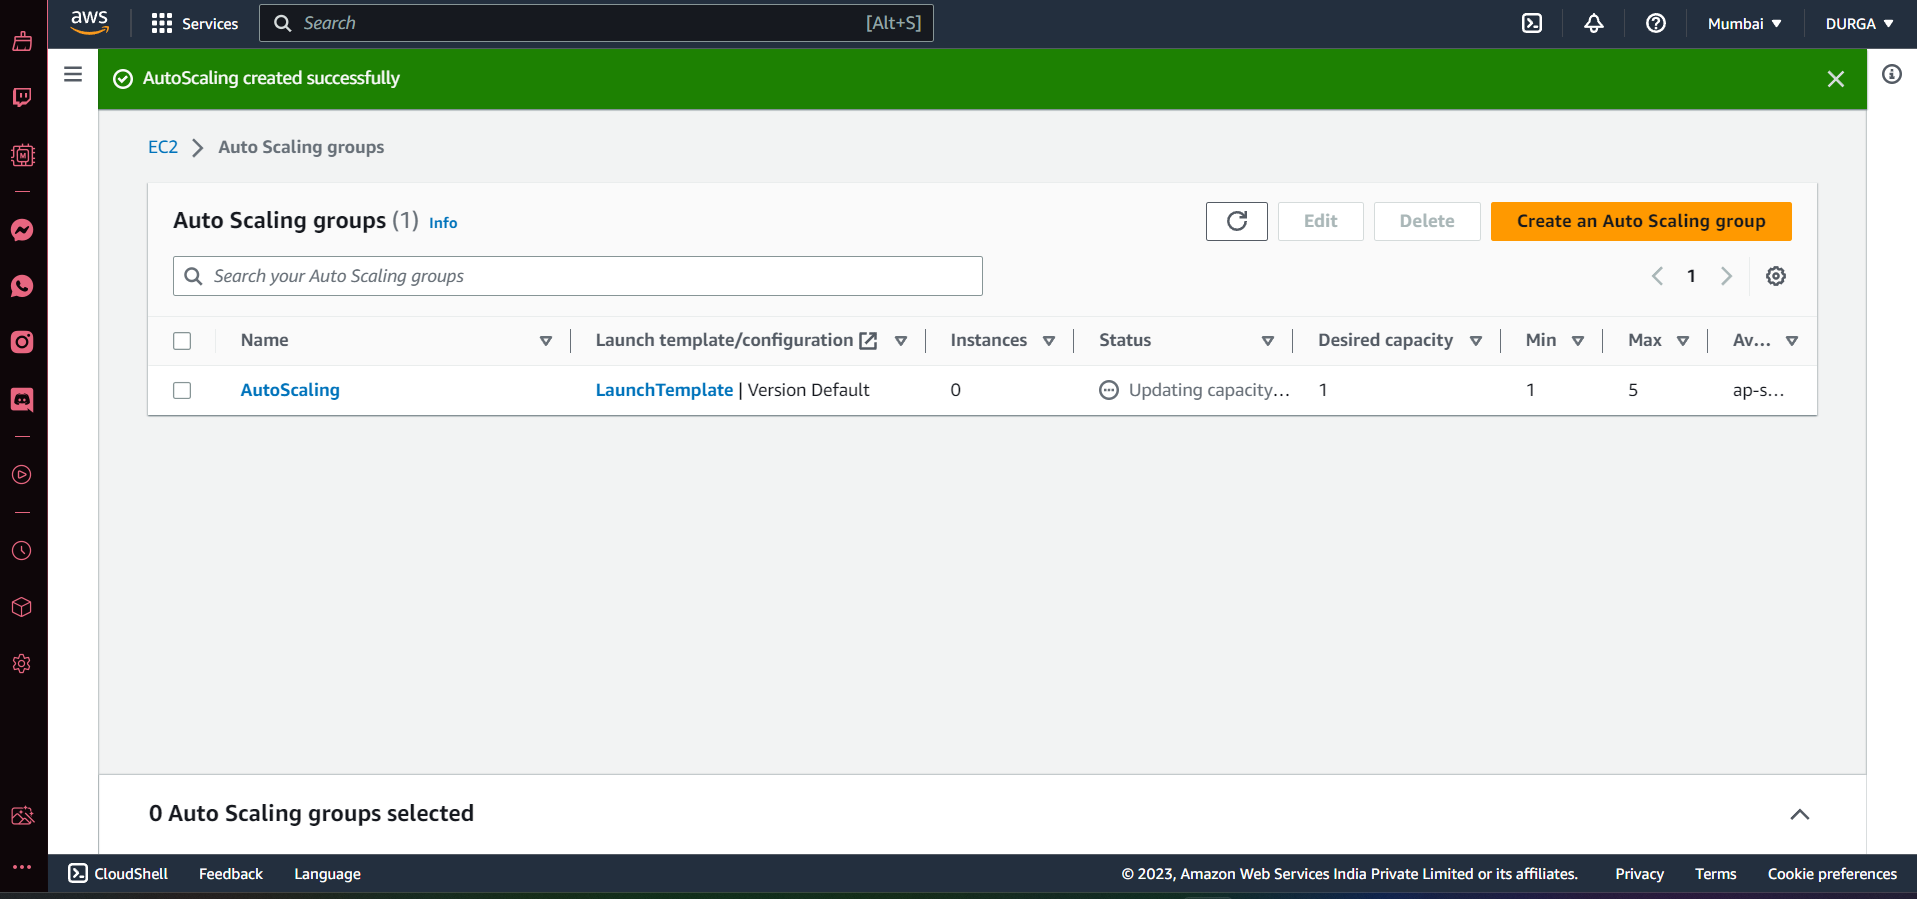 aws Services Search [Alt+S] Mumbai DURGA
AutoScaling created successfully
EC2 Auto Scaling groups
Auto Scaling groups (1) Info Edit Delete Create an Auto Scaling group
Search your Auto Scaling groups 1
Name Launch template/configuration Instances Status Desired capacity Min Max Av...
AutoScaling LaunchTemplate | Version Default 0 Updating capacity... 1 1 5 ap-s...
0 Auto Scaling groups selected
CloudShell Feedback Language © 2023, Amazon Web Services India Private Limited or its affiliates. Privacy Terms Cookie preferences